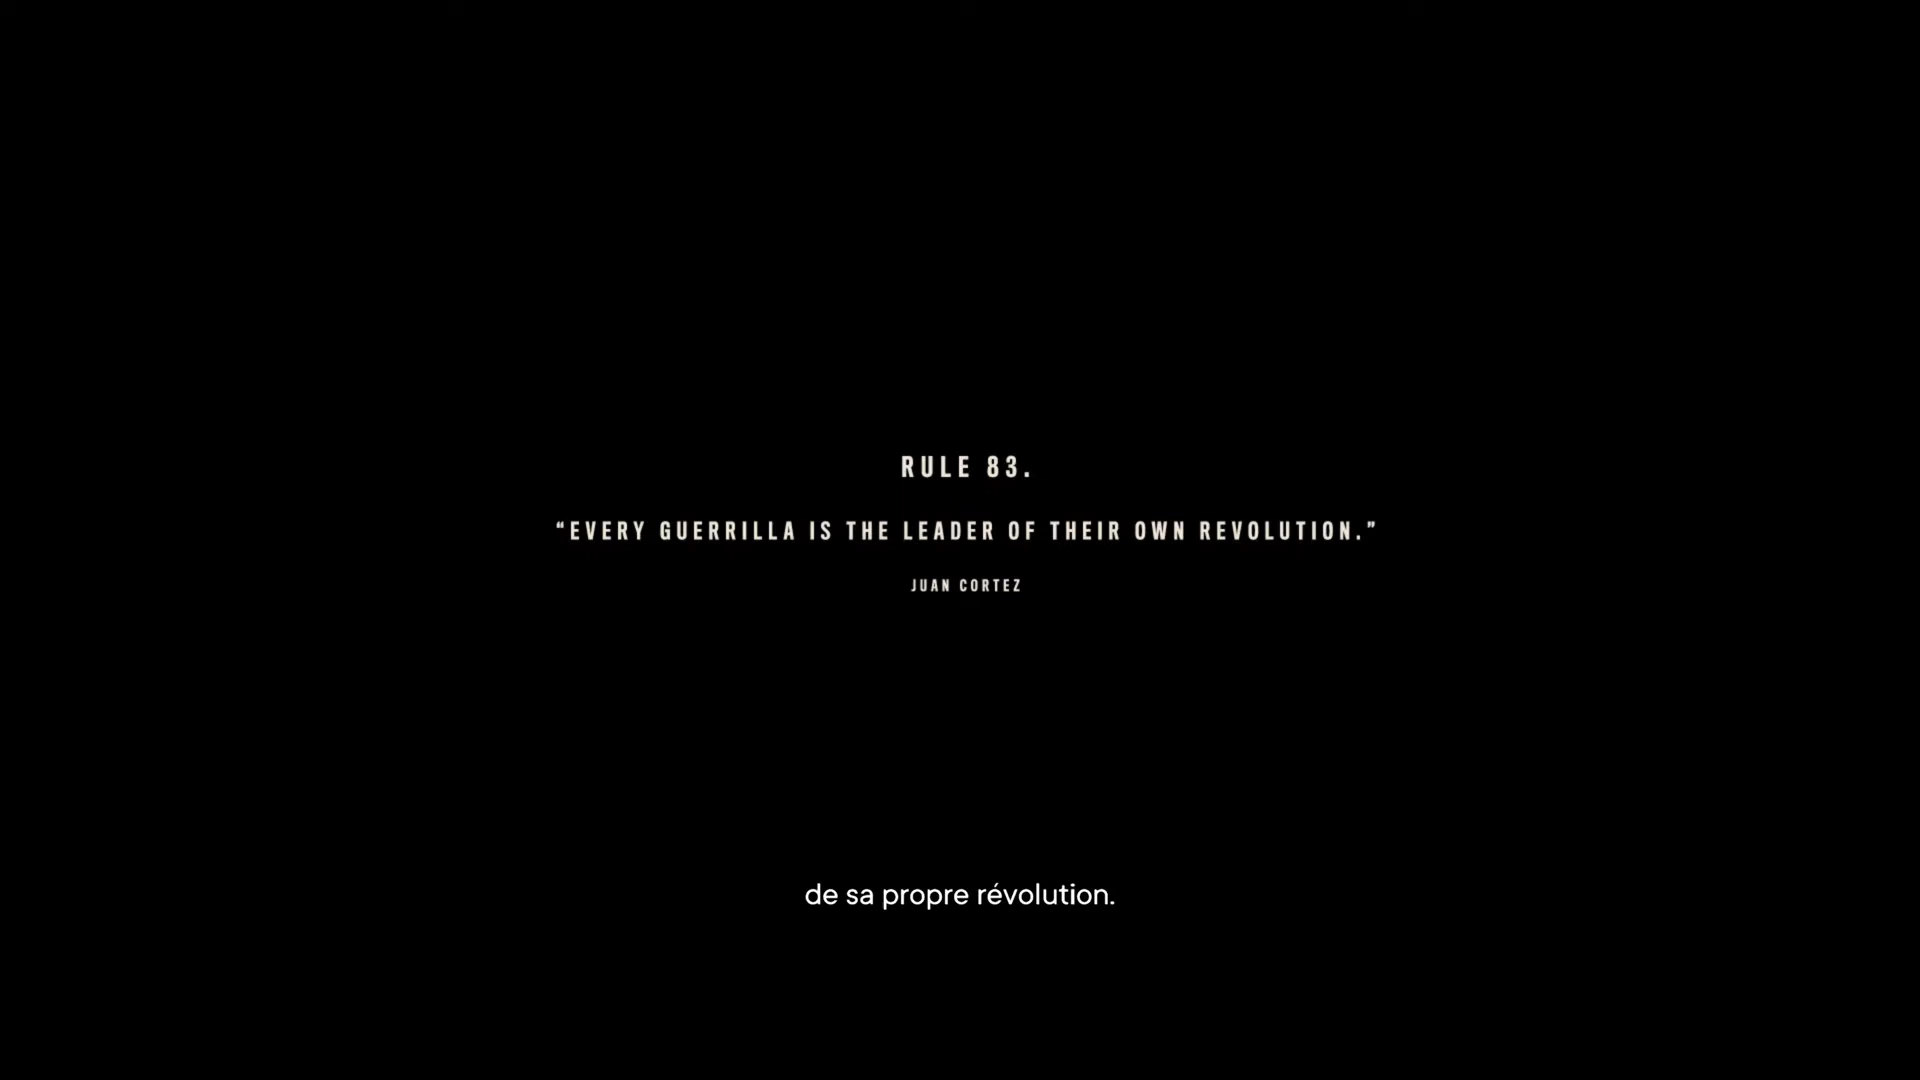 RULE 83.
“EVERY GUERRILLA IS THE LEADER OF THEIR OWN REVOLUTION.”
JUAN CORTEZ
de sa propre révolution.